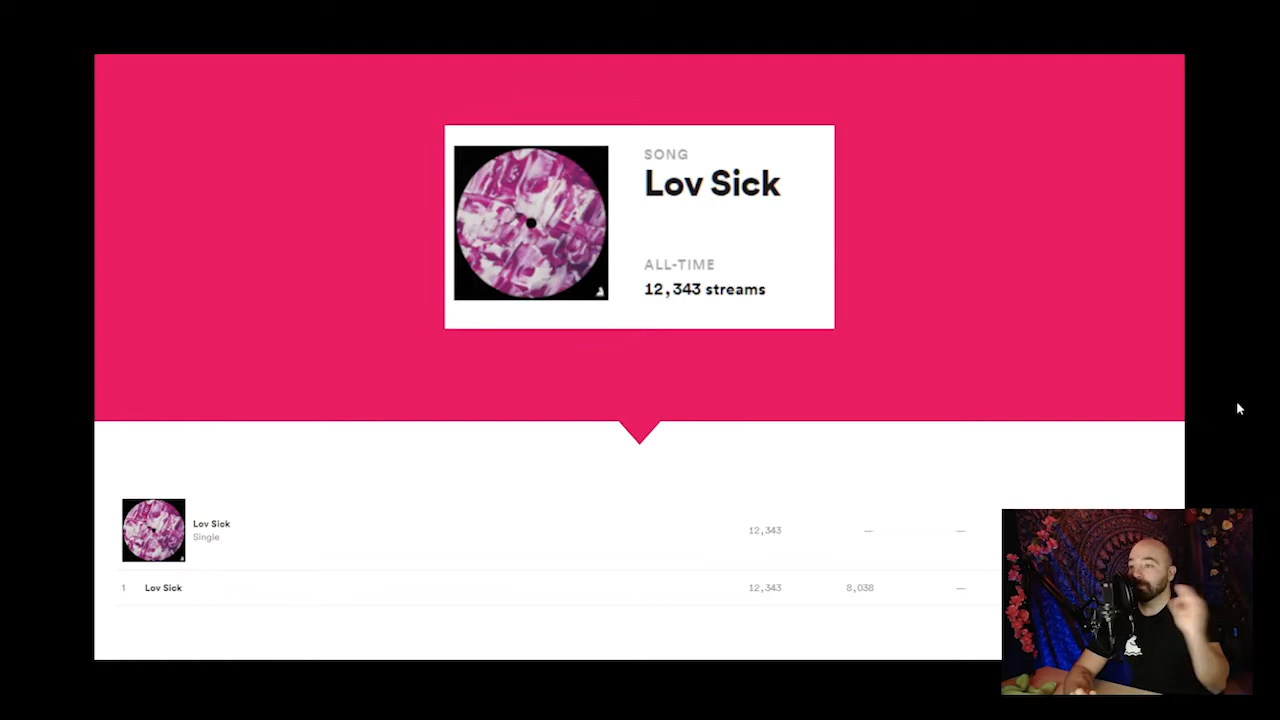 SONG
Lov Sick
ALL-TIME
12,343 streams
Lov Sick
Single
12,343 — —
1 Lov Sick 12,343 8,038 —